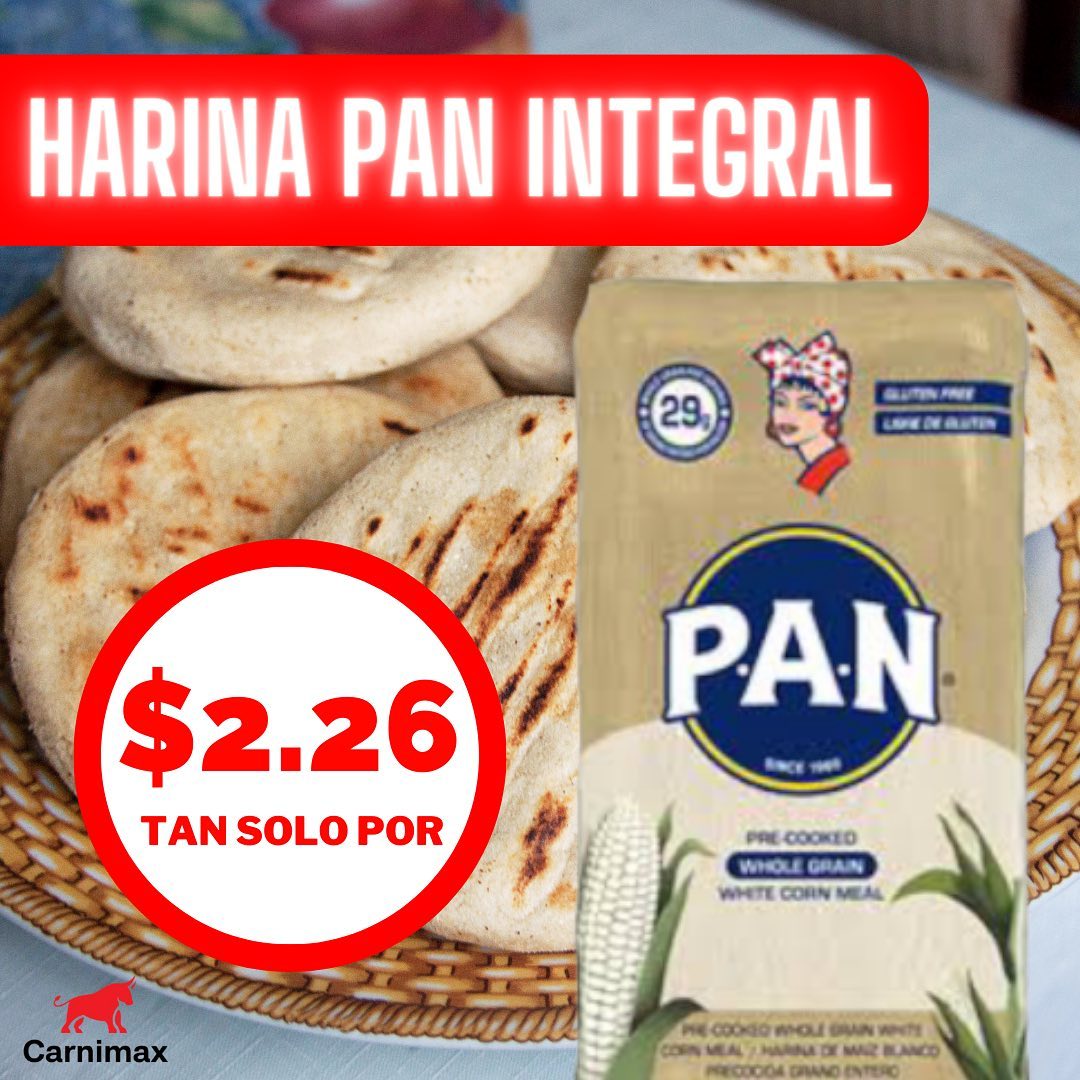 HARINA PAN INTEGRAL
29g
GLUTEN FREE
LIBRE DE GLUTEN
P.A.N
SINCE 1960
PRE-COOKED
WHOLE GRAIN
WHITE CORN MEAL
$2.26
TAN SOLO POR
PRE-COOKED WHOLE GRAIN WHITE
CORN MEAL / HARINA DE MAÍZ BLANCO
PRECOCIDA GRANO ENTERO
Carnimax